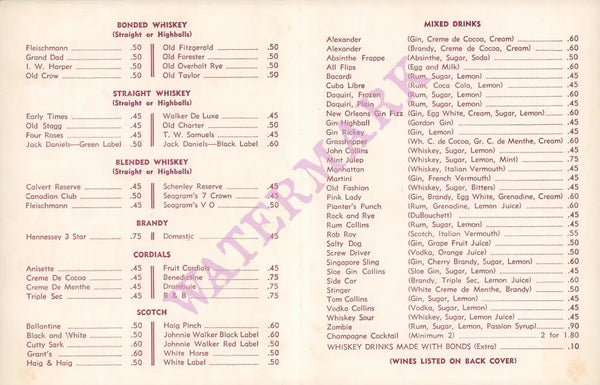 BONDED WHISKEY
(Straight or Highballs)
Fleischmann .50 Old Fitzgerald .50
Grand Dad .50 Old Forester .50
I. W. Harper .50 Old Overholt Rye .50
Old Crow .50 Old Taylor .50
STRAIGHT WHISKEY
(Straight or Highballs)
Early Times .45 Walker De Luxe .45
Old Stagg .45 Old Charter .50
Four Roses .45 T. W. Samuels .45
Jack Daniels—Green Label .50 Jack Daniels—Black Label .60
BLENDED WHISKEY
(Straight or Highballs)
Calvert Reserve .45 Schenley Reserve .45
Canadian Club .50 Seagram's 7 Crown .45
Fleischmann .45 Seagram's V O .50
BRANDY
Hennessey 3 Star .75 Domestic .45
CORDIALS
Anisette .45 Fruit Cordials .45
Creme De Cocoa .45 Benedictine .75
Creme De Menthe .45 Drambuie .75
Triple Sec .45 B & B .75
SCOTCH
Ballantine .50 Haig Pinch .60
Black and White .50 Johnnie Walker Black Label .60
Cutty Sark .60 Johnnie Walker Red Label .50
Grant's .60 White Horse .50
Haig & Haig .50 White Label .50
MIXED DRINKS
Alexander (Gin, Creme de Cocoa, Cream) .60
Alexander (Brandy, Creme de Cocoa, Cream) .60
Absinthe Frappe (Absinthe, Sugar, Soda) .50
All Flips (Egg and Milk) .60
Bacardi (Rum, Sugar, Lemon) .45
Cuba Libre (Rum, Coca Cola, Lemon) .45
Daquiri, Frozen (Rum, Sugar, Lemon) .60
Daquiri, Plain (Rum, Sugar, Lemon) .45
New Orleans Gin Fizz (Gin, Egg White, Cream, Sugar, Lemon) .60
Gin Highball (Gordon Gin) .45
Gin Rickey (Gin, Lemon) .45
Grasshopper (Wh. C. de Cocoa, Gr. C. de Menthe, Cream) .60
John Collins (Whiskey, Sugar, Lemon) .45
Mint Julep (Whiskey, Sugar, Lemon, Mint) .75
Manhattan (Whiskey, Italian Vermouth) .45
Martini (Gin, French Vermouth) .45
Old Fashion (Whiskey, Sugar, Bitters) .45
Pink Lady (Gin, Brandy, Egg White, Grenadine, Cream) .60
Planter's Punch (Rum, Grenadine, Lemon Juice) .60
Rock and Rye (DuBouchett) .45
Rum Collins (Rum, Sugar, Lemon) .45
Rob Roy (Scotch, Italian Vermouth) .55
Salty Dog (Gin, Grape Fruit Juice) .50
Screw Driver (Vodka, Orange Juice) .50
Singapore Sling (Gin, Cherry Brandy, Sugar, Lemon) .60
Sloe Gin Collins (Sloe Gin, Sugar, Lemon) .45
Side Car (Brandy, Triple Sec, Lemon Juice) .60
Stinger (White Creme de Menthe, Brandy) .50
Tom Collins (Gin, Sugar, Lemon) .45
Vodka Collins (Vodka, Sugar, Lemon) .45
Whiskey Sour (Whiskey, Sugar, Lemon Juice) .45
Zombie (Rum, Sugar, Lemon, Passion Syrup) .90
Champagne Cocktail (Minimum 2) 2 for 1.80
WHISKEY DRINKS MADE WITH BONDS (Extra) .10
(WINES LISTED ON BACK COVER)
WATERMARK